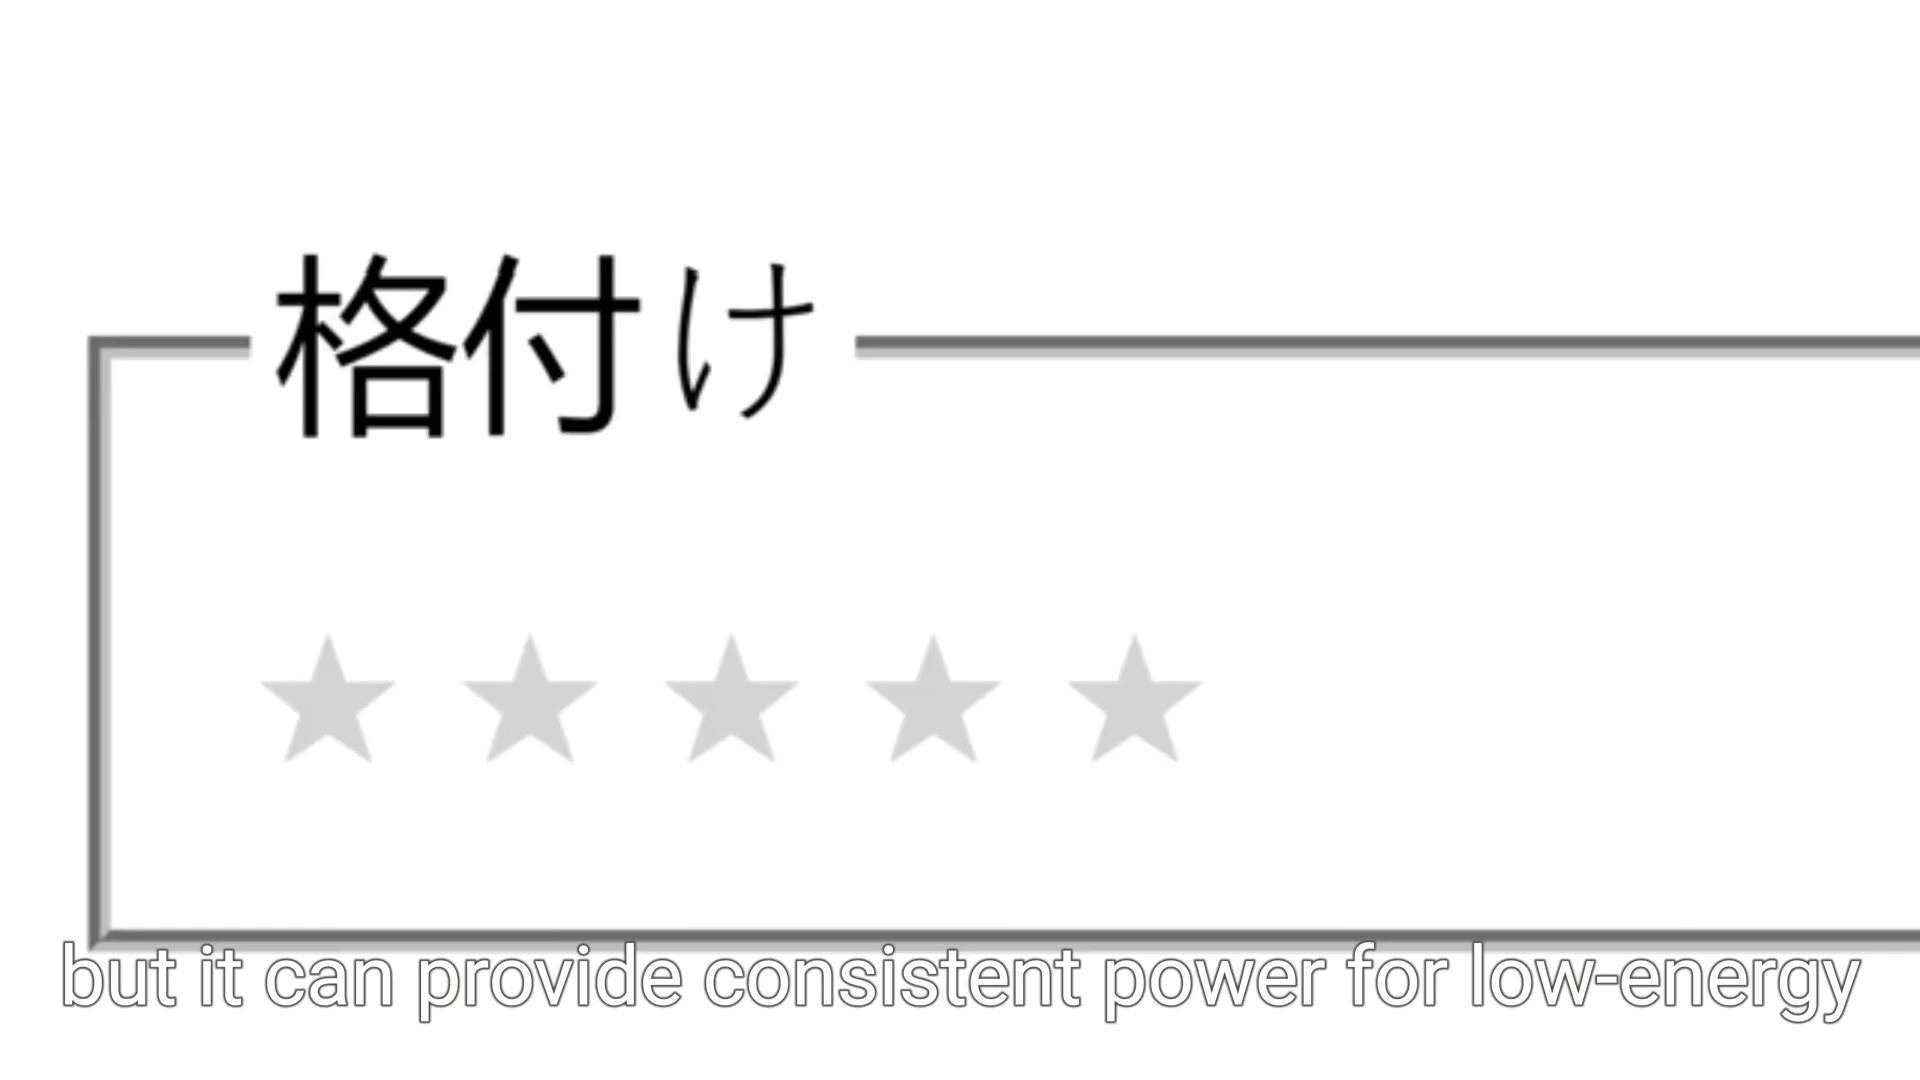 格付け
but it can provide consistent power for low-energy